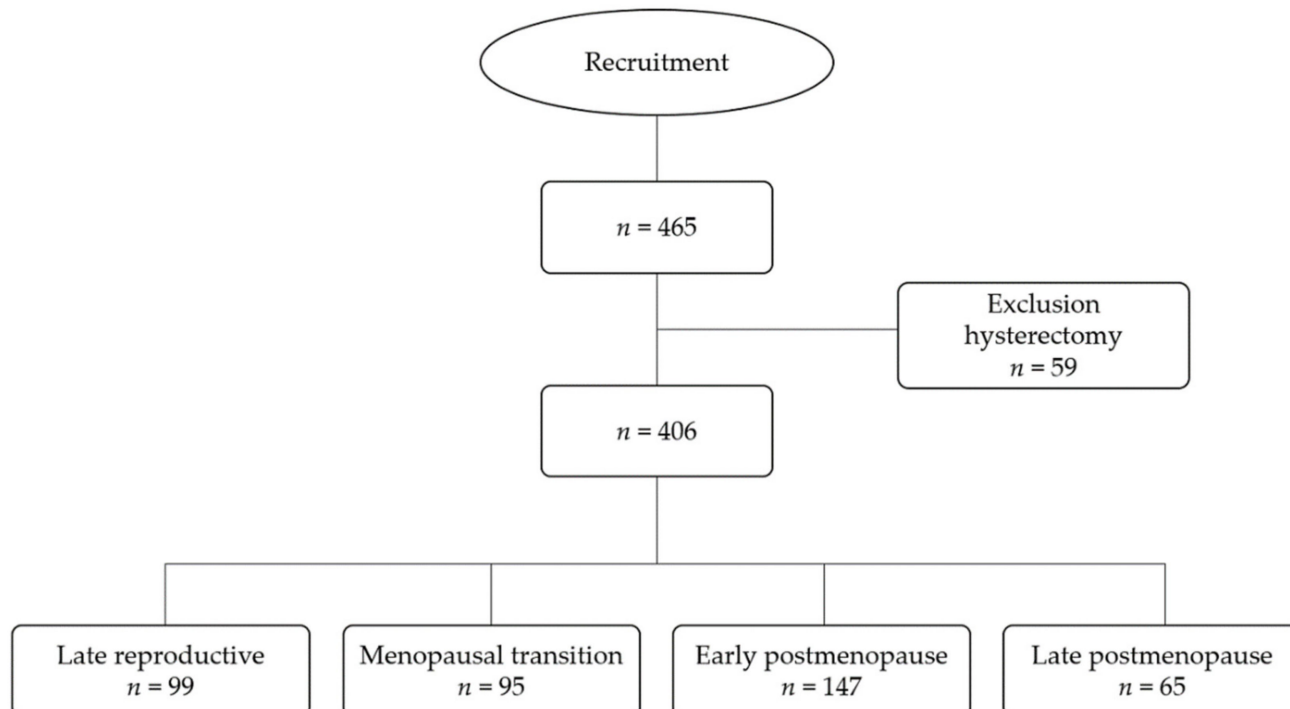 Recruitment
n = 465
Exclusion
hysterectomy
n = 59
n = 406
Late reproductive
n = 99
Menopausal transition
n = 95
Early postmenopause
n = 147
Late postmenopause
n = 65